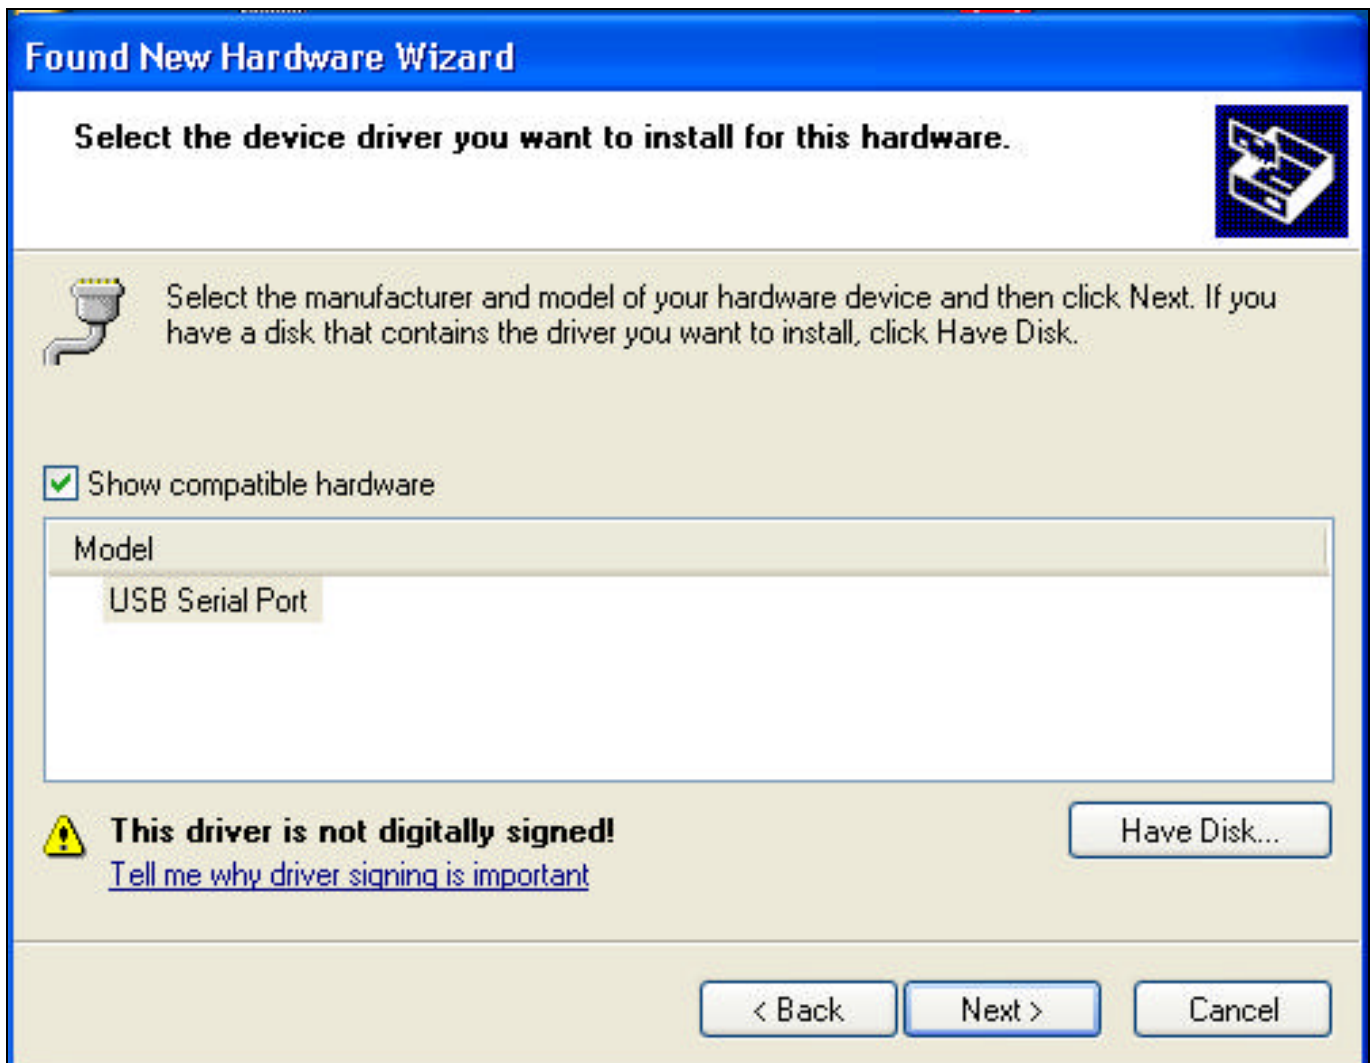 Found New Hardware Wizard
Select the device driver you want to install for this hardware.
Select the manufacturer and model of your hardware device and then click Next. If you
have a disk that contains the driver you want to install, click Have Disk.
Show compatible hardware
Model
USB Serial Port
This driver is not digitally signed!
Have Disk...
Tell me why driver signing is important
< Back
Next >
Cancel